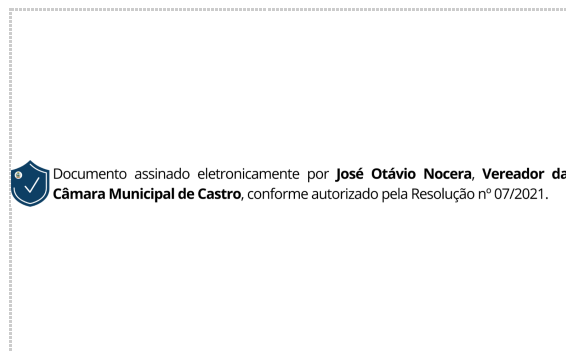 Documento assinado eletronicamente por José Otávio Nocera, Vereador da
Câmara Municipal de Castro, conforme autorizado pela Resolução nº 07/2021.